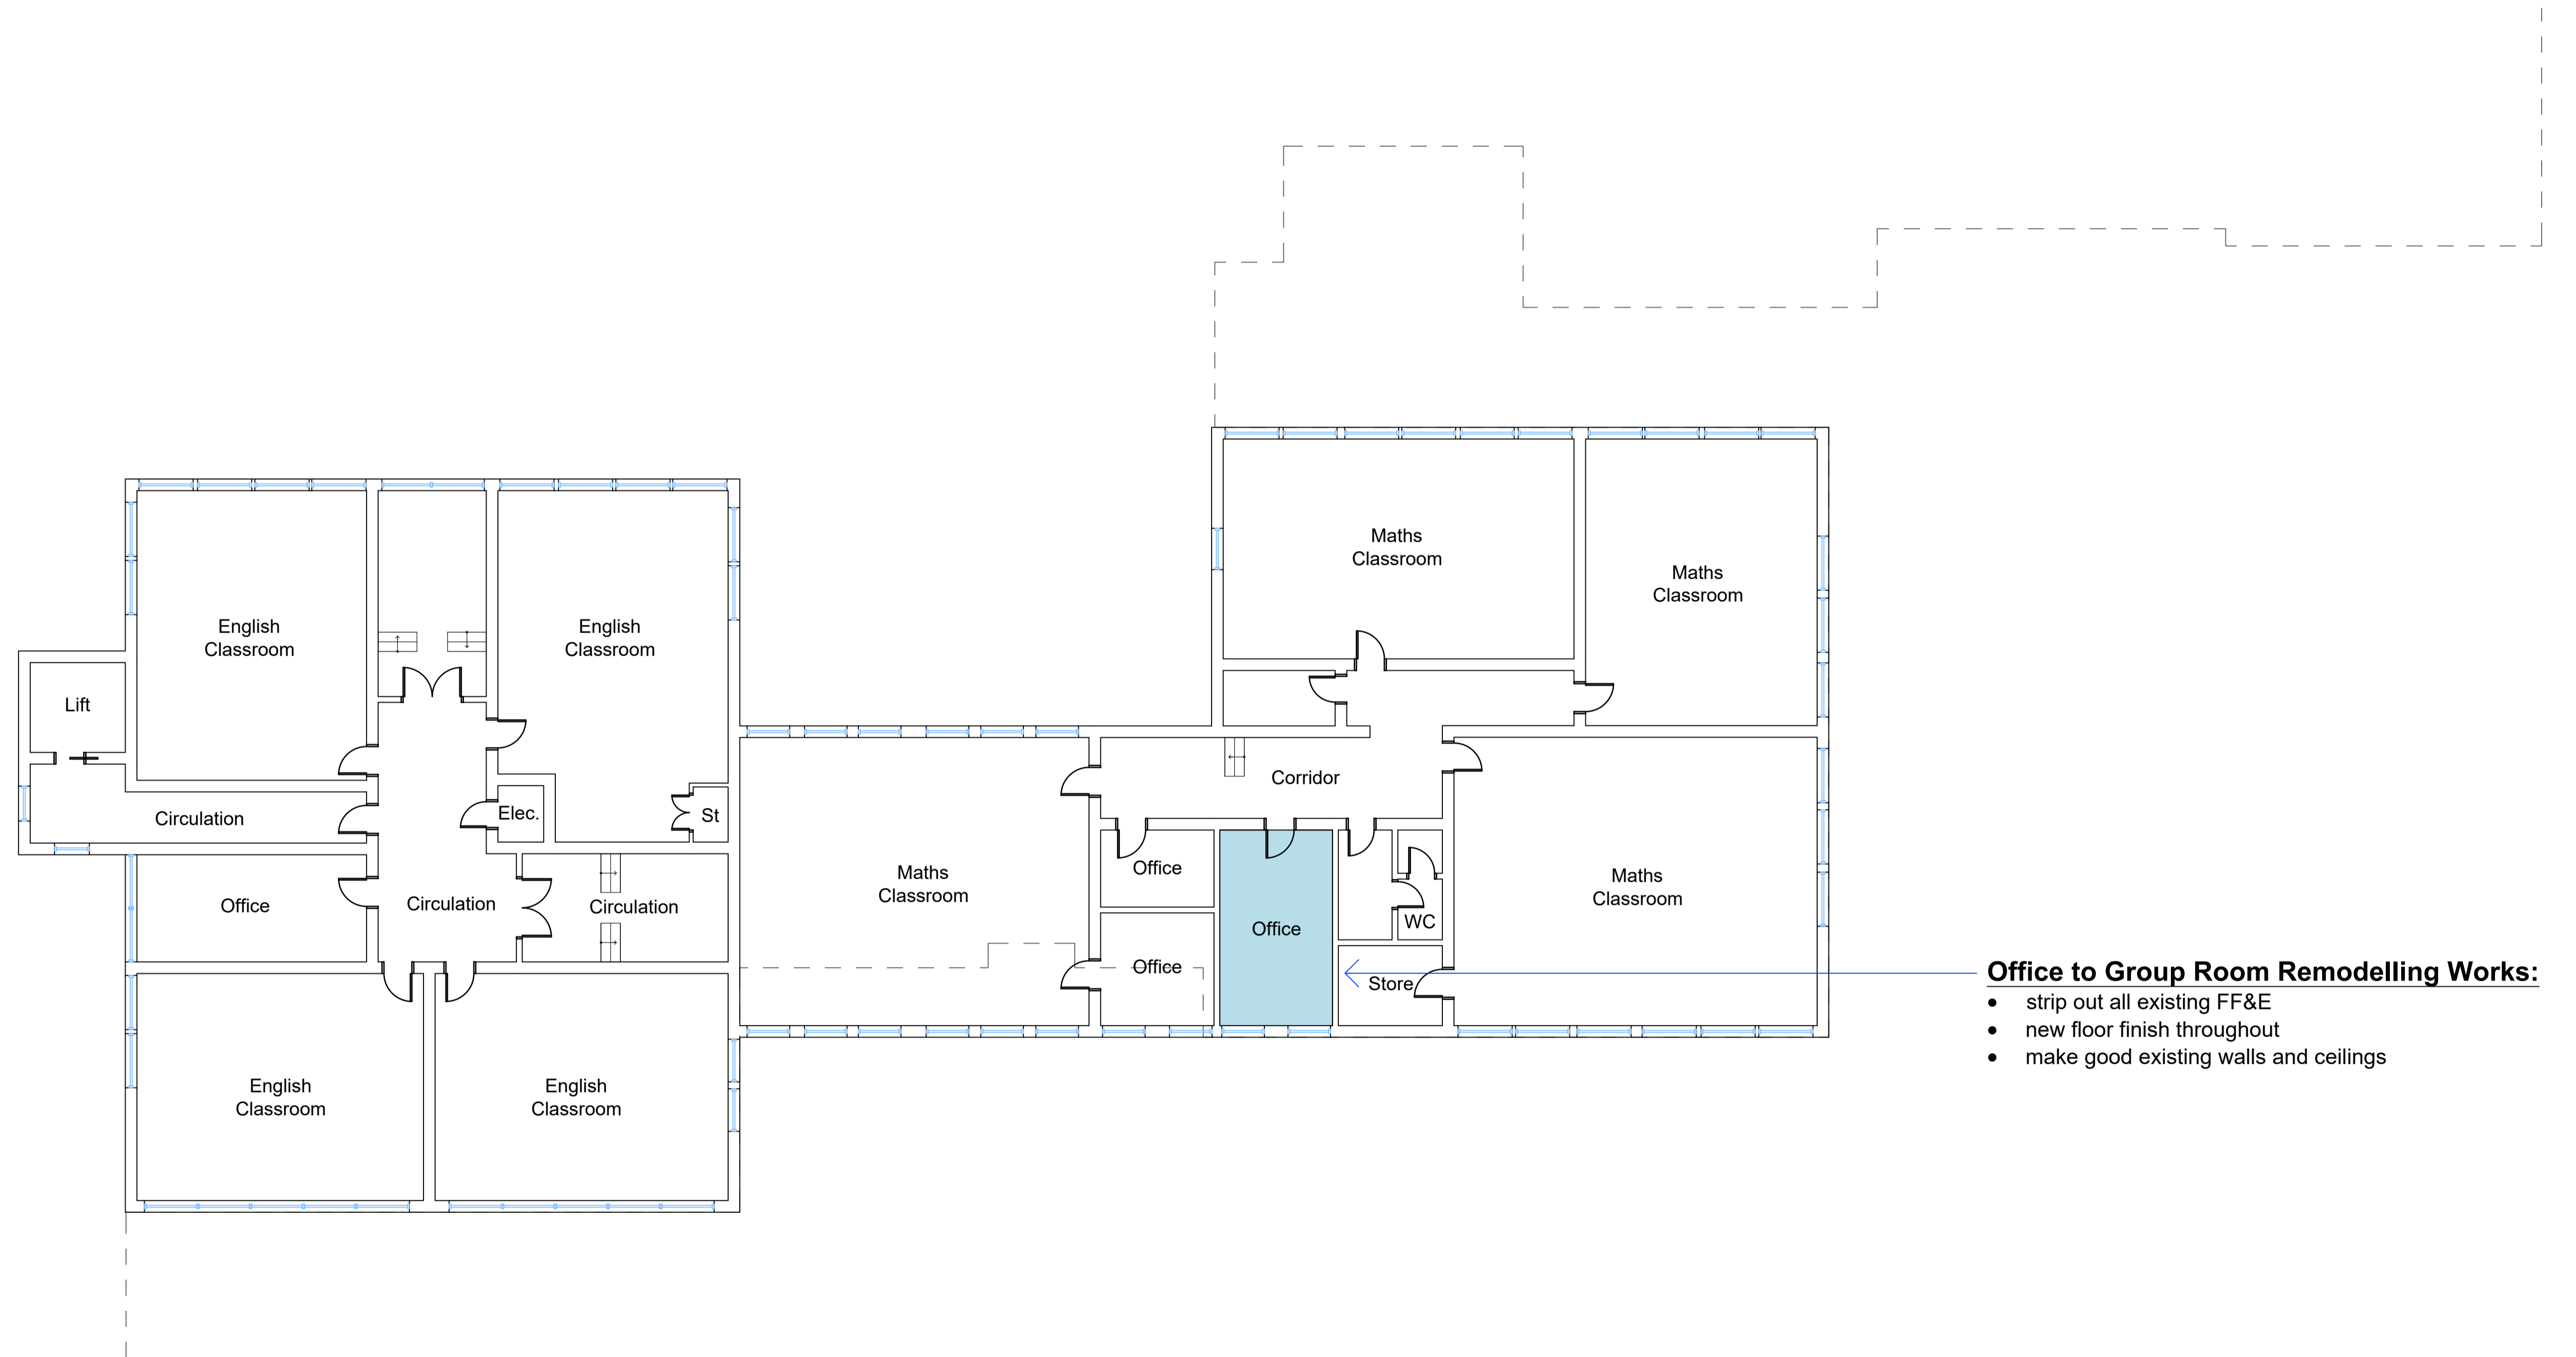 Maths
Classroom
Maths
Classroom
English
Classroom
English
Classroom
Lift
Corridor
Elec.
St
Circulation
Office
Maths
Classroom
Maths
Classroom
Office
Circulation
Circulation
WC
Office
Office
Store
Office to Group Room Remodelling Works:
• strip out all existing FF&E
• new floor finish throughout
• make good existing walls and ceilings
English
Classroom
English
Classroom